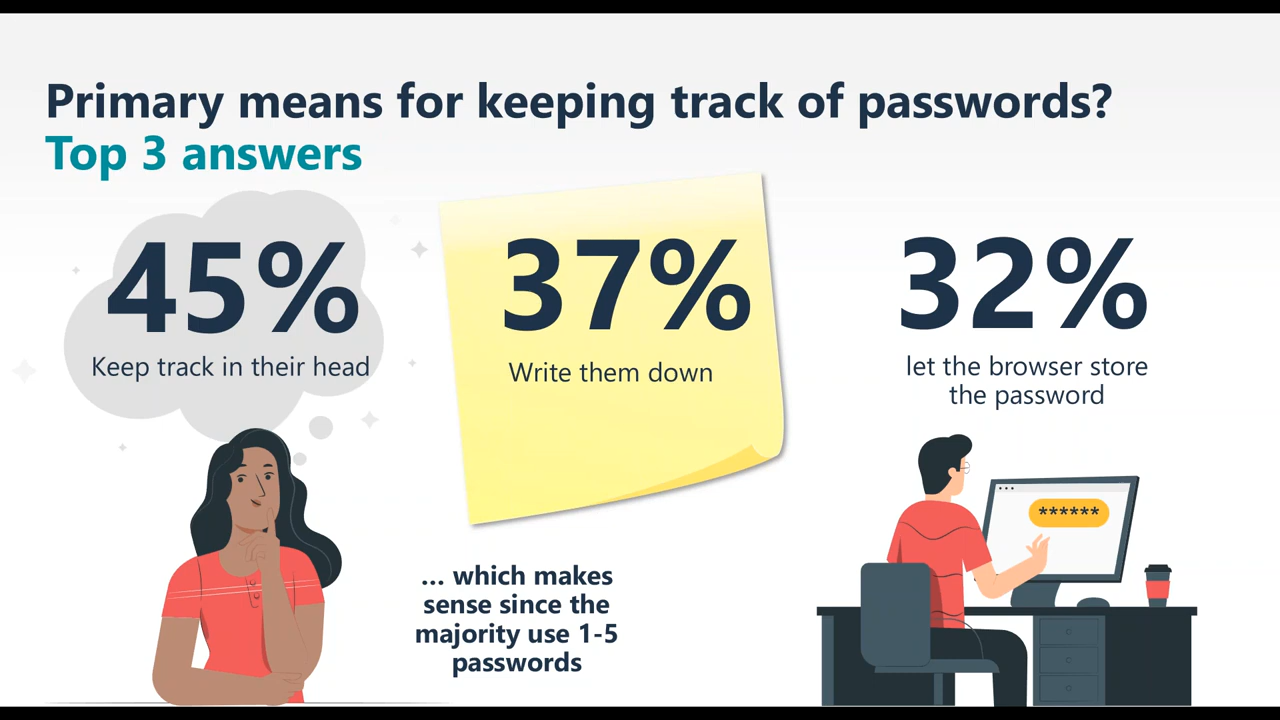 Primary means for keeping track of passwords?
Top 3 answers
45%
Keep track in their head
37%
Write them down
32%
let the browser store
the password
******
... which makes
sense since the
majority use 1-5
passwords